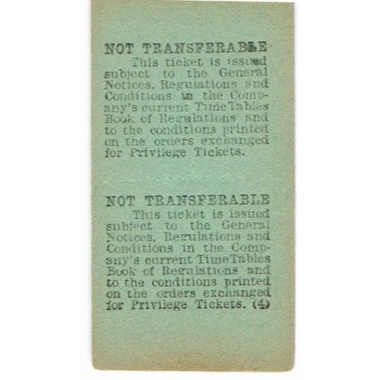 NOT TRANSFERABLE
This ticket is issued
subject to the General
Notices, Regulations and
Conditions in the Comp-
any's current Time Tables
Book of Regulations and
to the conditions printed
on the orders exchanged
for Privilege Tickets.
NOT TRANSFERABLE
This ticket is issued
subject to the General
Notices, Regulations and
Conditions in the Comp-
any's current Time Tables
Book of Regulations and
to the conditions printed
on the orders exchanged
for Privilege Tickets. (4)